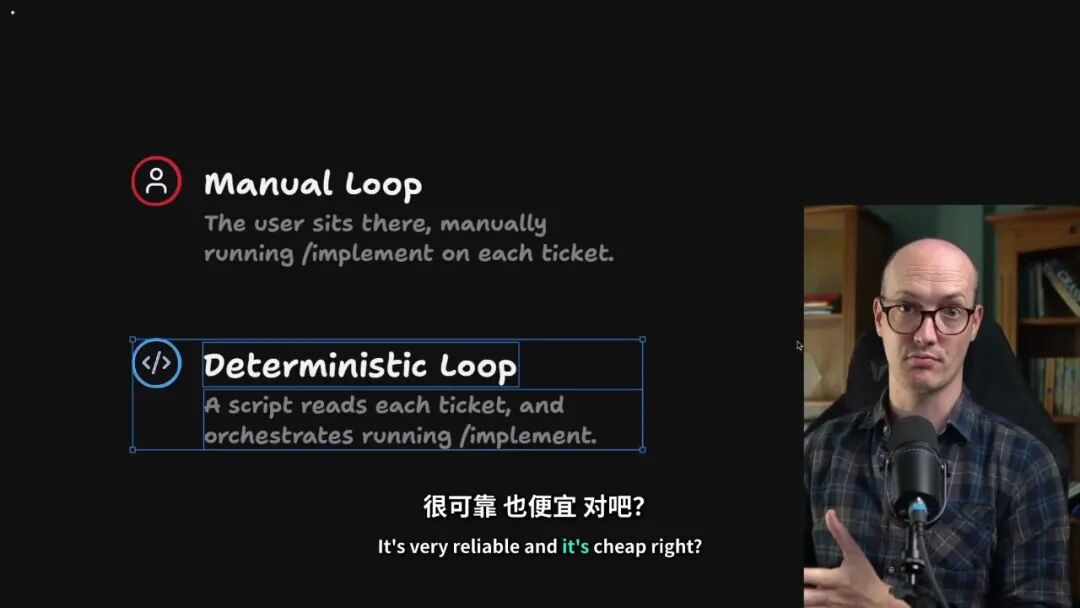 Manual Loop
The user sits there, manually
running /implement on each ticket.
</>
Deterministic Loop
A script reads each ticket, and
orchestrates running /implement.
很可靠 也便宜 对吧?
It's very reliable and it's cheap right?